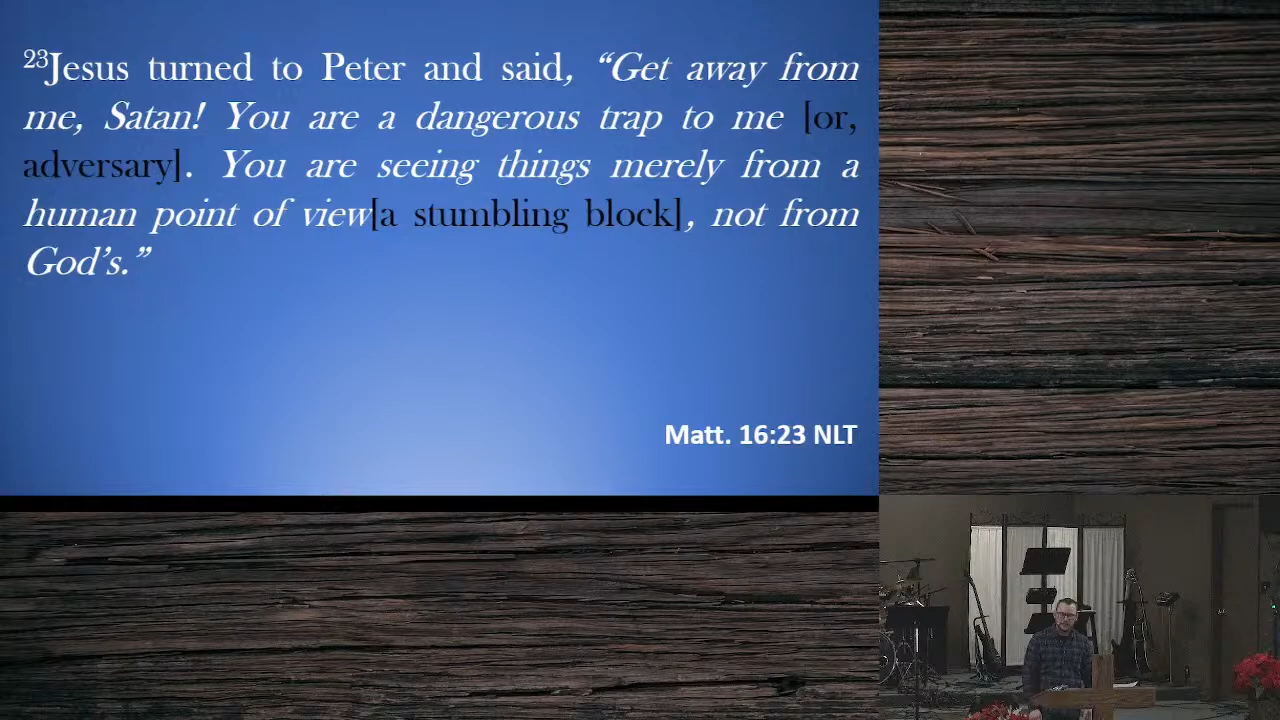 23Jesus turned to Peter and said, “Get away from
me, Satan! You are a dangerous trap to me [or,
adversary]. You are seeing things merely from a
human point of view[a stumbling block], not from
God’s.”
Matt. 16:23 NLT